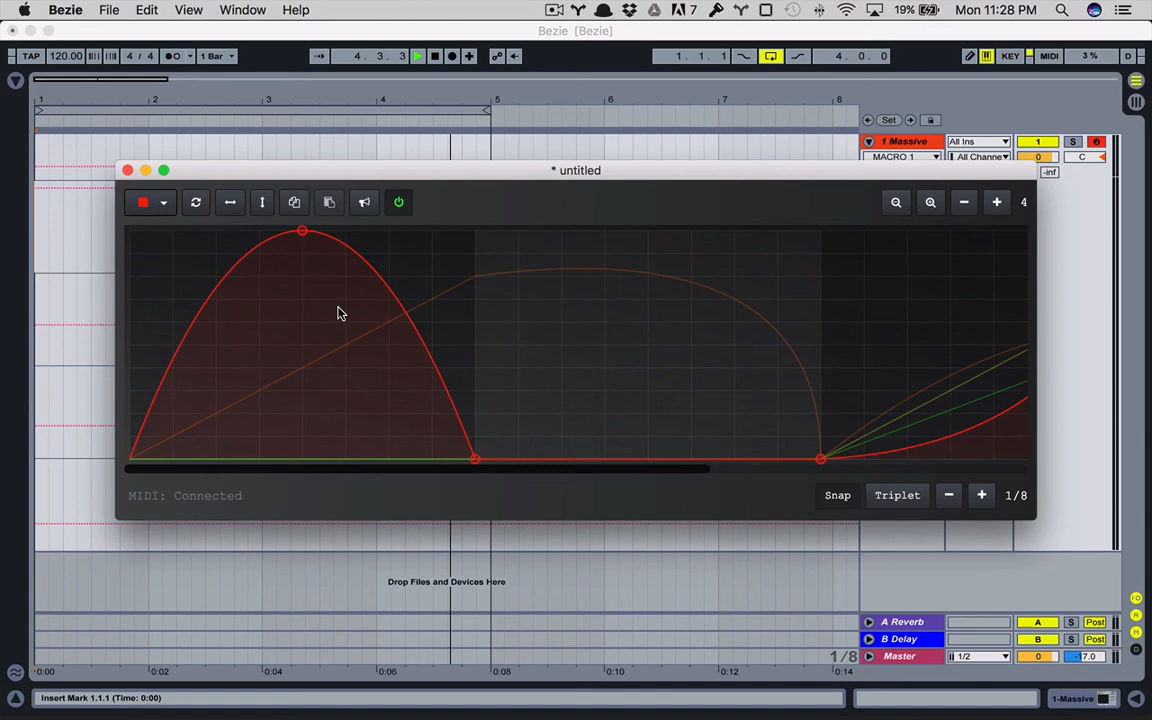 Bezie File Edit View Window Help 7 19% Mon 11:28 PM
Bezie [Bezie]
TAP 120.00 4 / 4 1 Bar 4. 3. 3 1. 1. 1 4. 0. 0 KEY MIDI 3 % D
1 2 3 4 5 6 7 8
Set
1 Massive All Ins 1 S
MACRO 1 All Channe 0 C
-inf
* untitled
4
MIDI: Connected Snap Triplet 1/8
Drop Files and Devices Here
A Reverb A S Post
B Delay B S Post
1/8 Master 1/2 0 -17.0
0:00 0:02 0:04 0:06 0:08 0:10 0:12 0:14
Insert Mark 1.1.1 (Time: 0:00) 1-Massive